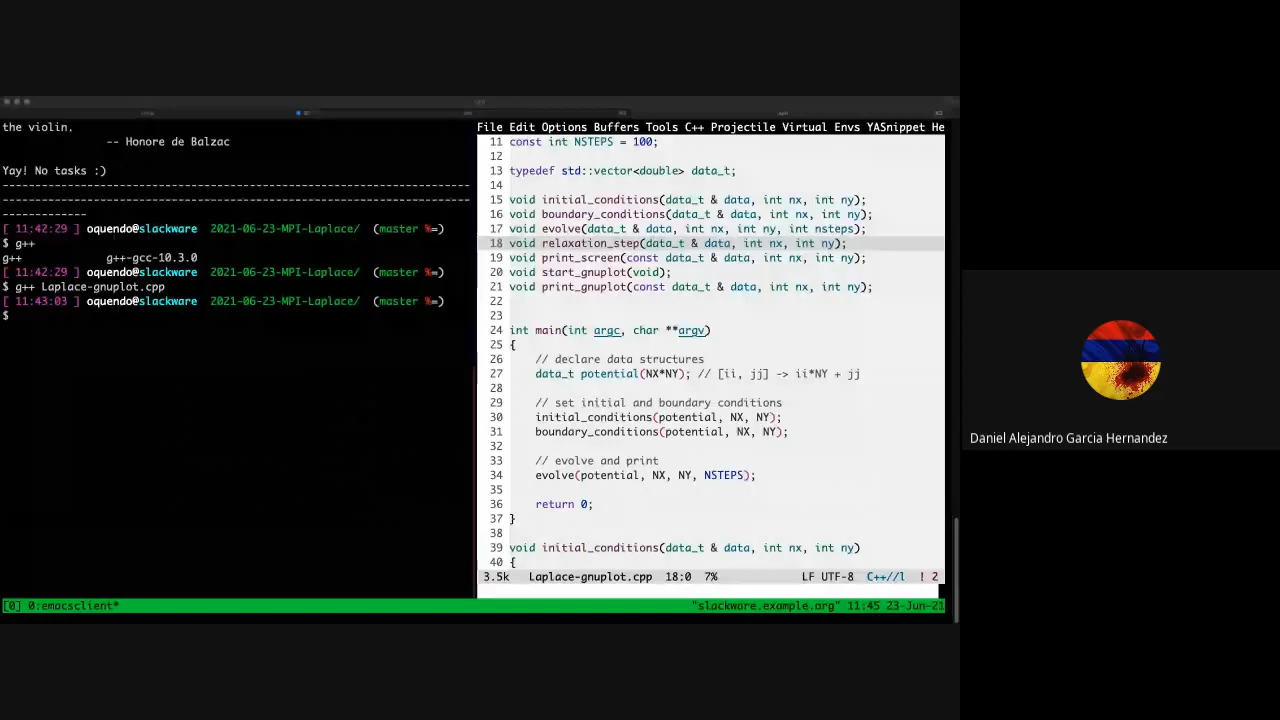 the violin.
-- Honore de Balzac
Yay! No tasks :)
--------------------------------------------------------------------------
--------------------------------------------------------------------------
-------------
[ 11:42:29 ] oquendo@slackware 2021-06-23-MPI-Laplace/ (master %=)
$ g++
g++ g++-gcc-10.3.0
[ 11:42:29 ] oquendo@slackware 2021-06-23-MPI-Laplace/ (master %=)
$ g++ Laplace-gnuplot.cpp
[ 11:43:03 ] oquendo@slackware 2021-06-23-MPI-Laplace/ (master %=)
$
File Edit Options Buffers Tools C++ Projectile Virtual Envs YASnippet He
11 const int NSTEPS = 100;
12
13 typedef std::vector<double> data_t;
14
15 void initial_conditions(data_t & data, int nx, int ny);
16 void boundary_conditions(data_t & data, int nx, int ny);
17 void evolve(data_t & data, int nx, int ny, int nsteps);
18 void relaxation_step(data_t & data, int nx, int ny);
19 void print_screen(const data_t & data, int nx, int ny);
20 void start_gnuplot(void);
21 void print_gnuplot(const data_t & data, int nx, int ny);
22
23
24 int main(int argc, char **argv)
25 {
26 // declare data structures
27 data_t potential(NX*NY); // [ii, jj] -> ii*NY + jj
28
29 // set initial and boundary conditions
30 initial_conditions(potential, NX, NY);
31 boundary_conditions(potential, NX, NY);
32
33 // evolve and print
34 evolve(potential, NX, NY, NSTEPS);
35
36 return 0;
37 }
38
39 void initial_conditions(data_t & data, int nx, int ny)
40 {
3.5k Laplace-gnuplot.cpp 18:0 7% LF UTF-8 C++//l ! 2
[0] 0:emacsclient* "slackware.example.org" 11:45 23-Jun-21
Daniel Alejandro Garcia Hernandez